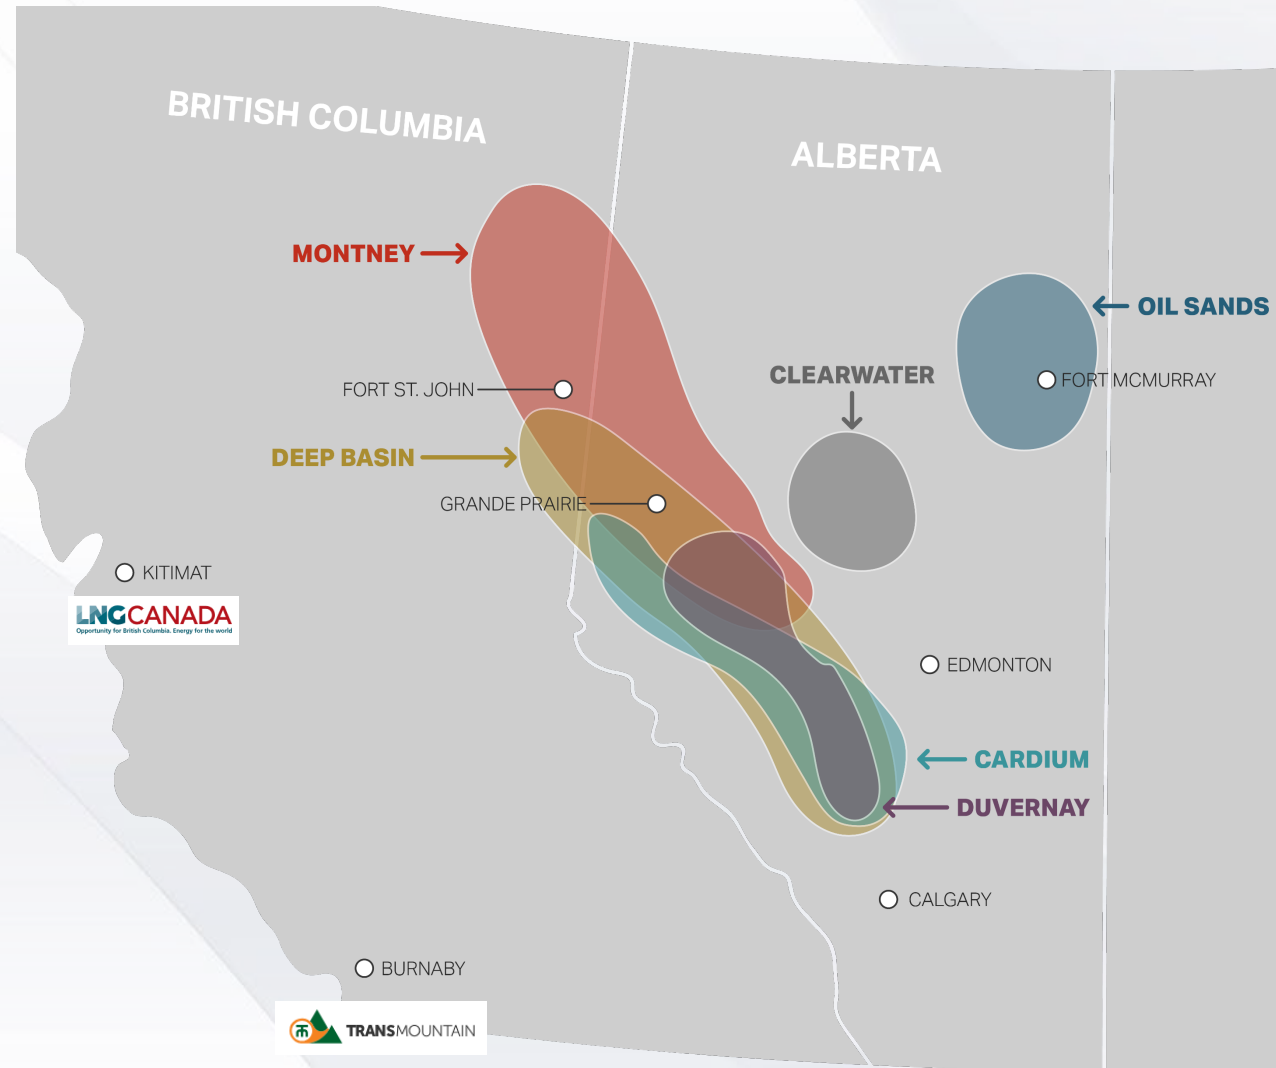 BRITISH COLUMBIA
ALBERTA
MONTNEY
OIL SANDS
CLEARWATER
FORT MCMURRAY
FORT ST. JOHN
DEEP BASIN
GRANDE PRAIRIE
KITIMAT
LNGCANADA
Opportunity for British Columbia. Energy for the world
EDMONTON
CARDIUM
DUVERNAY
CALGARY
BURNABY
TRANSMOUNTAIN